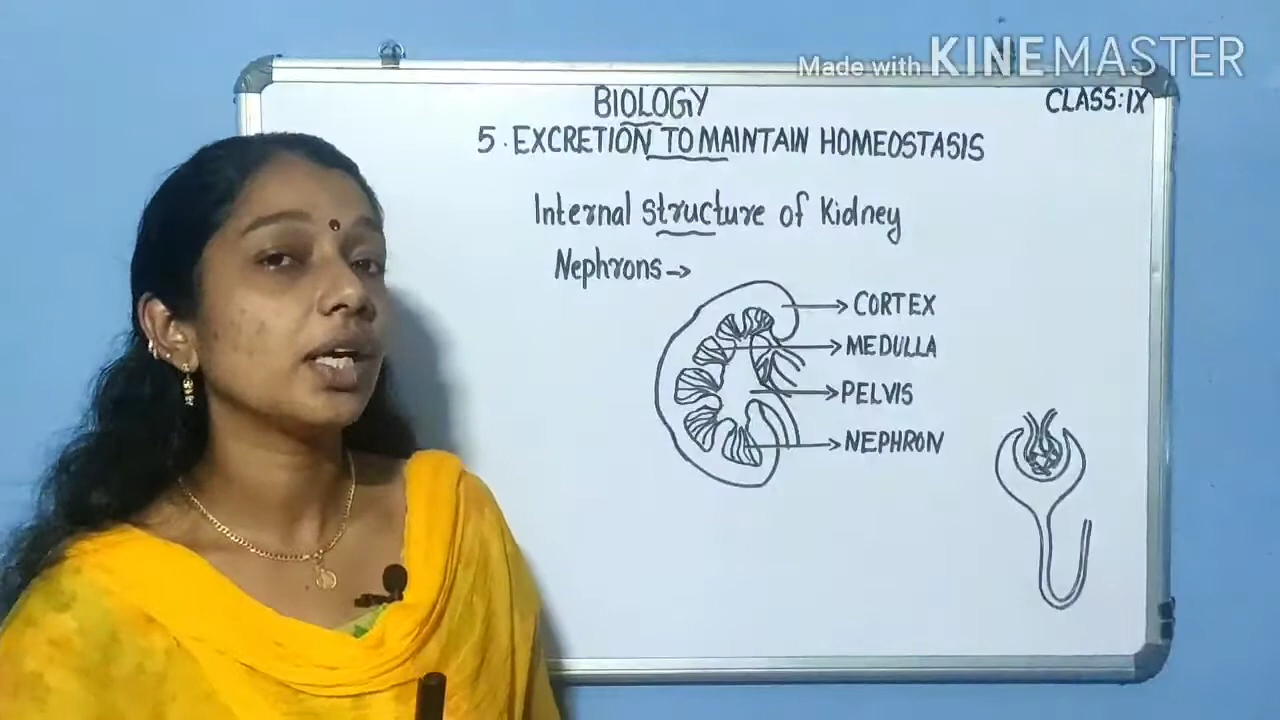 Made with KINEMASTER
BIOLOGY
CLASS:IX
5. EXCRETION TO MAINTAIN HOMEOSTASIS
Internal structure of Kidney
Nephrons→
CORTEX
MEDULLA
PELVIS
NEPHRON